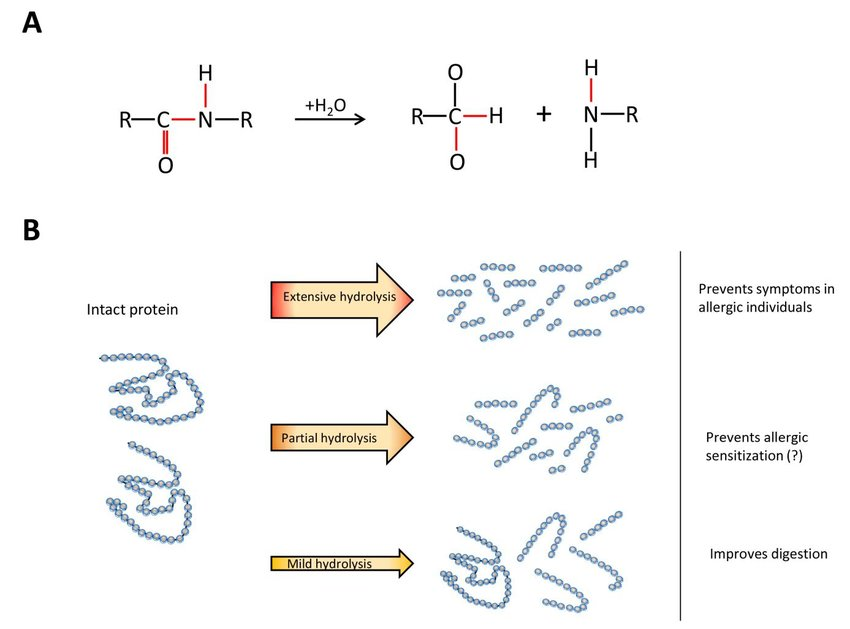 A
H
R—C—N—R
O
+H₂O
O
R—C—H
O
+
H
N—R
H
B
Intact protein
Extensive hydrolysis
Prevents symptoms in
allergic individuals
Partial hydrolysis
Prevents allergic
sensitization (?)
Mild hydrolysis
Improves digestion